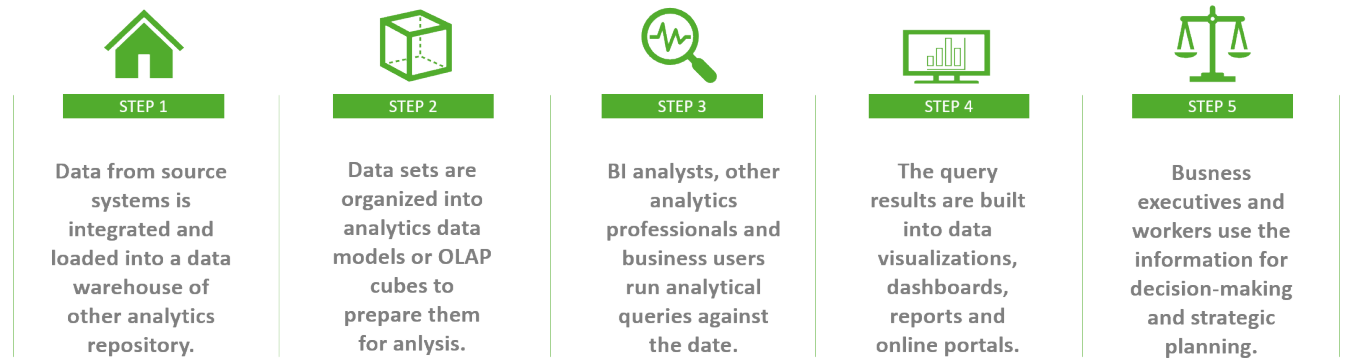 STEP 1
Data from source
systems is
integrated and
loaded into a data
warehouse of
other analytics
repository.
STEP 2
Data sets are
organized into
analytics data
models or OLAP
cubes to
prepare them
for anlysis.
STEP 3
BI analysts, other
analytics
professionals and
business users
run analytical
queries against
the date.
STEP 4
The query
results are built
into data
visualizations,
dashboards,
reports and
online portals.
STEP 5
Busness
executives and
workers use the
information for
decision-making
and strategic
planning.